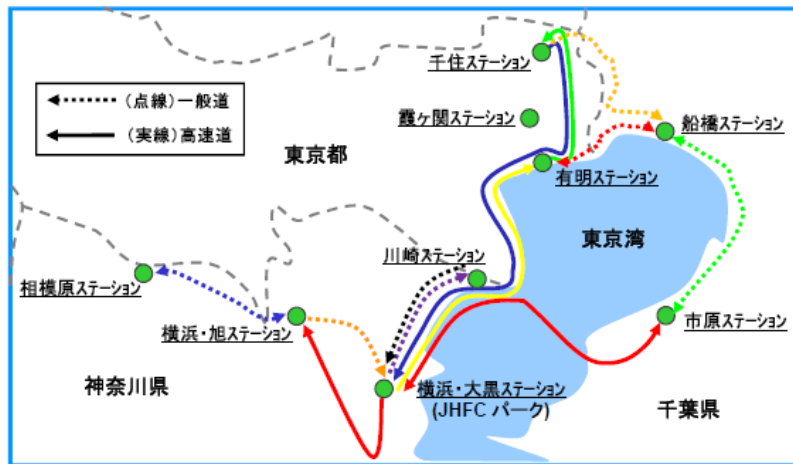 千住ステーション
(点線)一般道
(実線)高速道
霞ヶ関ステーション
船橋ステーション
東京都
有明ステーション
東京湾
川崎ステーション
相模原ステーション
横浜・旭ステーション
市原ステーション
神奈川県
横浜・大黒ステーション
(JHFC パーク)
千葉県